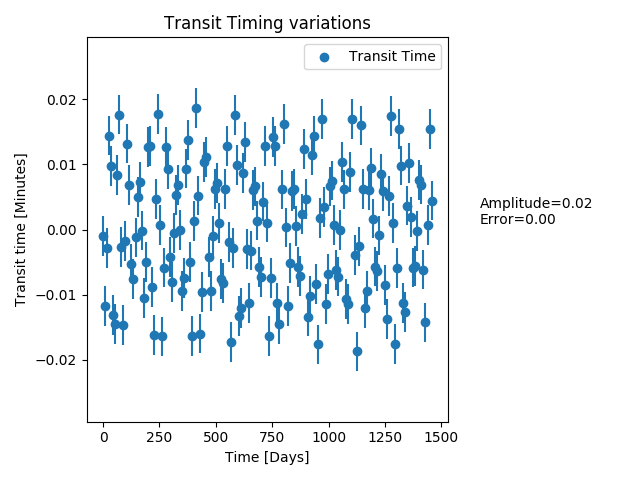 Transit Timing variations
Transit Time
0.02
0.01
0.00
−0.01
−0.02
Transit time [Minutes]
0
250
500
750
1000
1250
1500
Time [Days]
Amplitude=0.02
Error=0.00